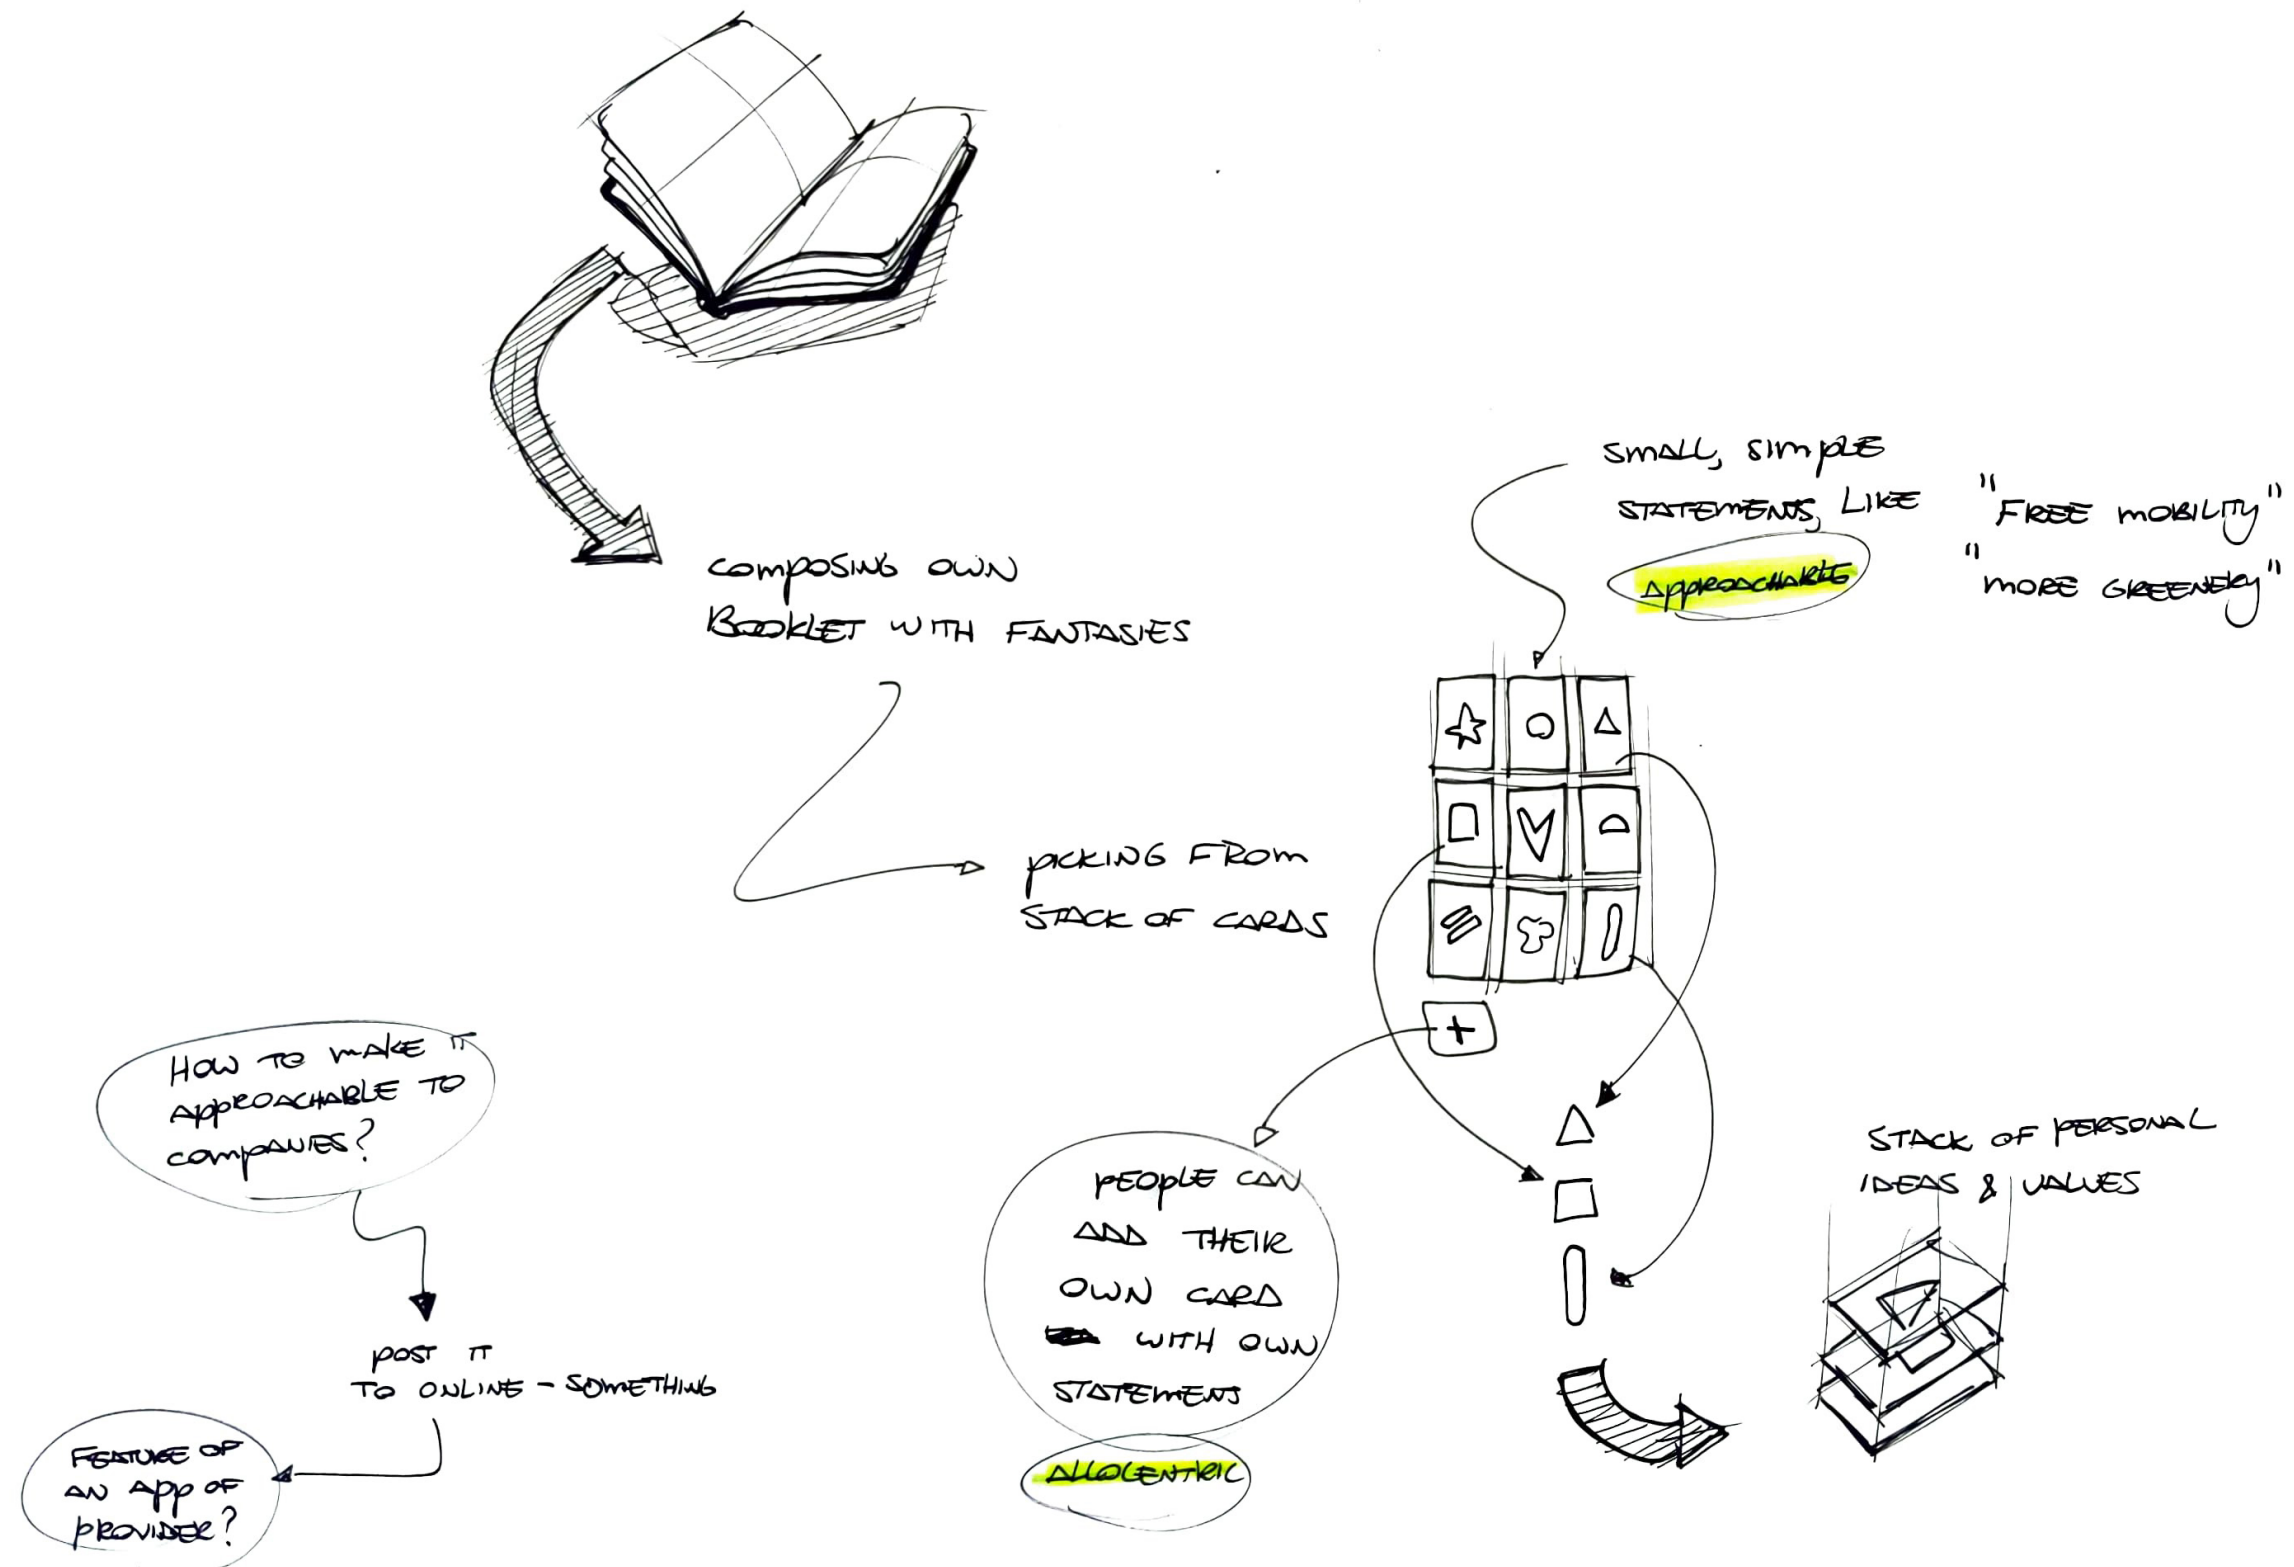 COMPOSING OWN
BOOKLET WITH FANTASIES
SMALL, SIMPLE
STATEMENTS, LIKE
APPROACHABLE
"FREE MOBILITY"
"MORE GREENERY"
PICKING FROM
STACK OF CARDS
+
PEOPLE CAN
ADD THEIR
OWN CARD
WITH OWN
STATEMENT
ALLOCENTRIC
STACK OF PERSONAL
IDEAS & VALUES
HOW TO MAKE IT
APPROACHABLE TO
COMPANIES?
POST IT
TO ONLINE - SOMETHING
FEATURE OF
AN APP OF
PROVIDER?